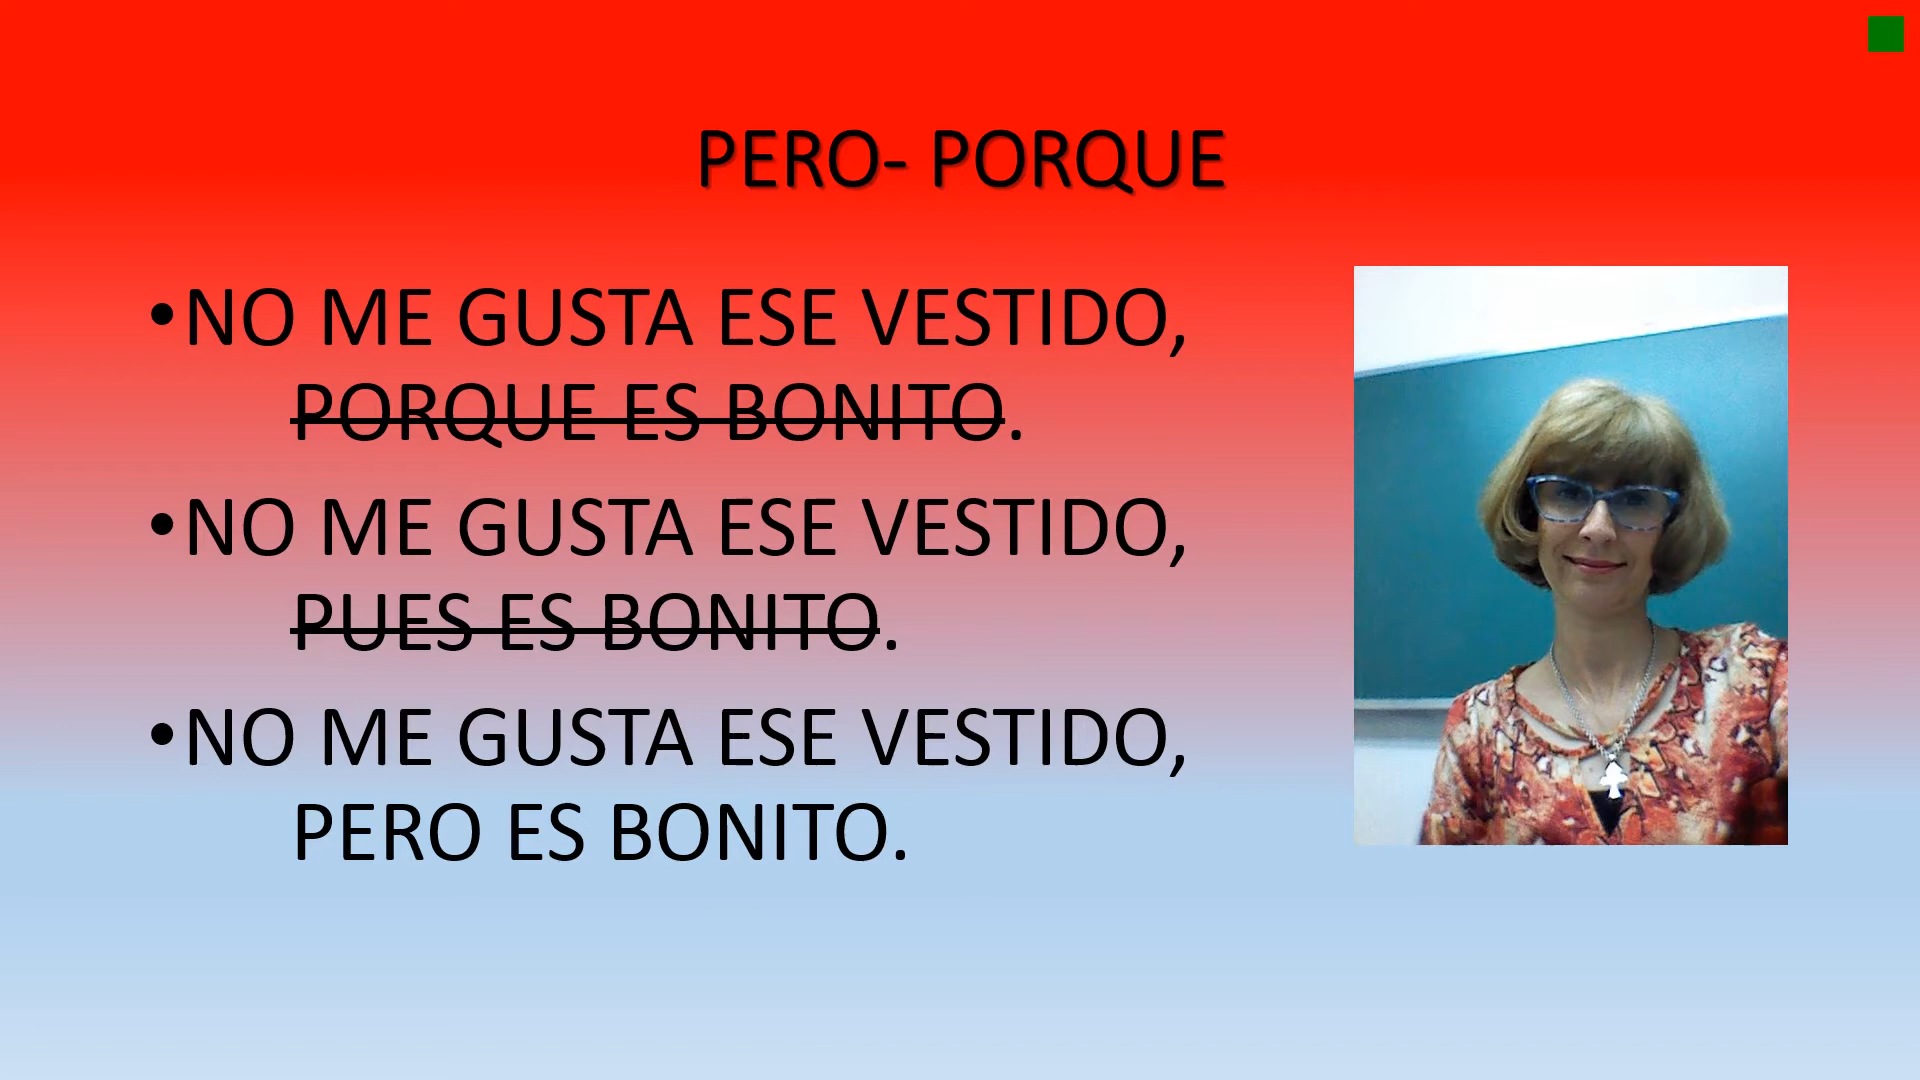 PERO- PORQUE
•NO ME GUSTA ESE VESTIDO,
PORQUE ES BONITO.
•NO ME GUSTA ESE VESTIDO,
PUES ES BONITO.
•NO ME GUSTA ESE VESTIDO,
PERO ES BONITO.